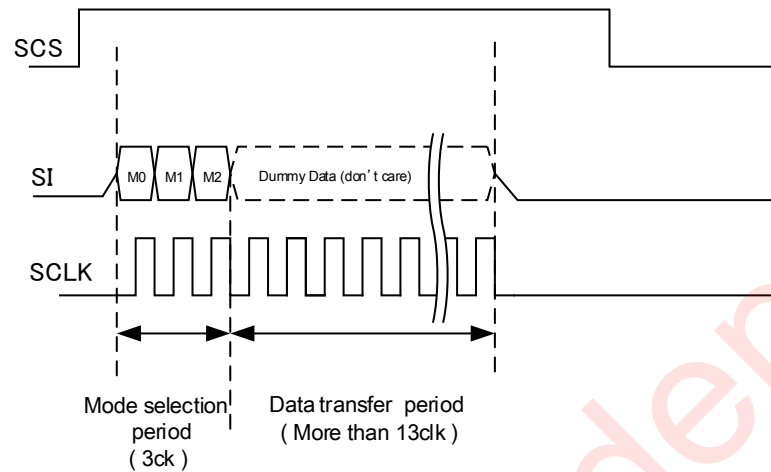 SCS
SI
M0 M1 M2 Dummy Data (don't care)
SCLK
Mode selection period ( 3ck )
Data transfer period ( More than 13clk )